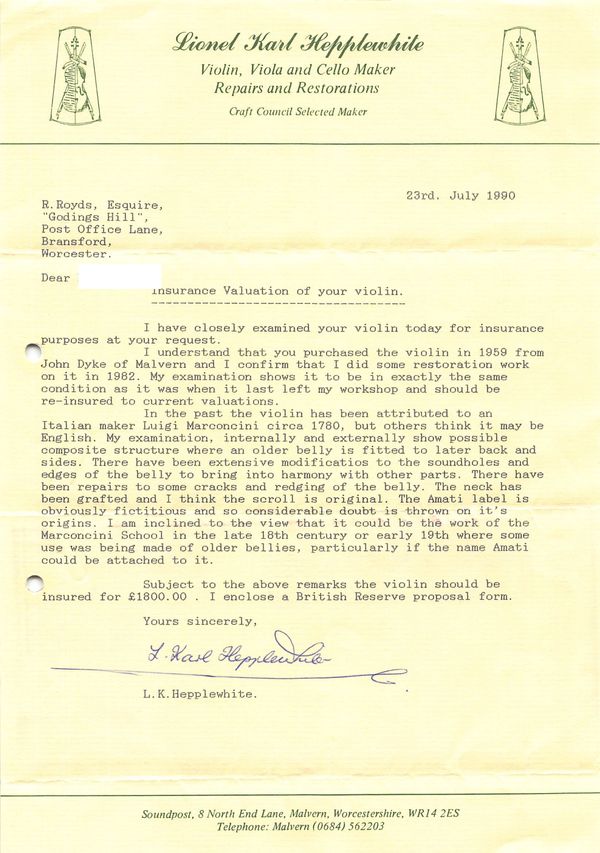 Lionel Karl Hepplewhite
Violin, Viola and Cello Maker
Repairs and Restorations
Craft Council Selected Maker
23rd. July 1990
R.Royds, Esquire,
"Godings Hill",
Post Office Lane,
Bransford,
Worcester.
Dear
Insurance Valuation of your violin.
I have closely examined your violin today for insurance
purposes at your request.
I understand that you purchased the violin in 1959 from
John Dyke of Malvern and I confirm that I did some restoration work
on it in 1982. My examination shows it to be in exactly the same
condition as it was when it last left my workshop and should be
re-insured to current valuations.
In the past the violin has been attributed to an
Italian maker Luigi Marconcini circa 1780, but others think it may be
English. My examination, internally and externally show possible
composite structure where an older belly is fitted to later back and
sides. There have been extensive modificatios to the soundholes and
edges of the belly to bring into harmony with other parts. There have
been repairs to some cracks and redging of the belly. The neck has
been grafted and I think the scroll is original. The Amati label is
obviously fictitious and so considerable doubt is thrown on it's
origins. I am inclined to the view that it could be the work of the
Marconcini School in the late 18th century or early 19th where some
use was being made of older bellies, particularly if the name Amati
could be attached to it.
Subject to the above remarks the violin should be
insured for £1800.00 . I enclose a British Reserve proposal form.
Yours sincerely,
L. Karl Hepplewhite
L.K.Hepplewhite.
Soundpost, 8 North End Lane, Malvern, Worcestershire, WR14 2ES
Telephone: Malvern (0684) 562203